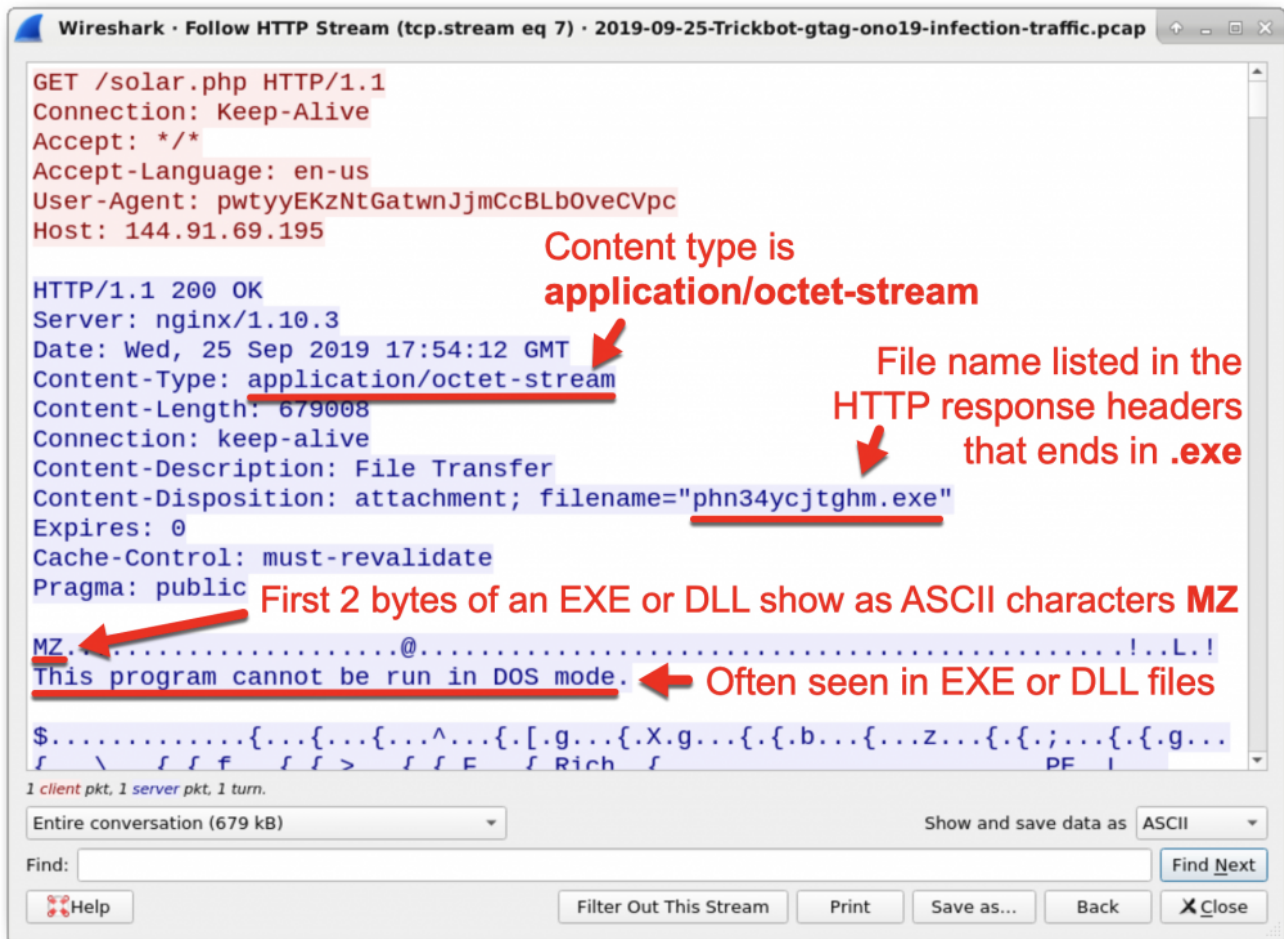 Wireshark · Follow HTTP Stream (tcp.stream eq 7) · 2019-09-25-Trickbot-gtag-ono19-infection-traffic.pcap
GET /solar.php HTTP/1.1
Connection: Keep-Alive
Accept: */*
Accept-Language: en-us
User-Agent: pwtyyEKzNtGatwnJjmCcBLbOveCVpc
Host: 144.91.69.195
Content type is
application/octet-stream
HTTP/1.1 200 OK
Server: nginx/1.10.3
Date: Wed, 25 Sep 2019 17:54:12 GMT
Content-Type: application/octet-stream
File name listed in the
HTTP response headers
that ends in .exe
Content-Length: 679008
Connection: keep-alive
Content-Description: File Transfer
Content-Disposition: attachment; filename="phn34ycjtghm.exe"
Expires: 0
Cache-Control: must-revalidate
Pragma: public
First 2 bytes of an EXE or DLL show as ASCII characters MZ
MZ......................@...............................................!..L.!
This program cannot be run in DOS mode.
Often seen in EXE or DLL files
$.............{...{...{...^...{.[.g...{.X.g...{.{.b...{...z...{.{.;...{.{.g...
{ \ { { f { { > { { F { Rich { PE L
1 client pkt, 1 server pkt, 1 turn.
Entire conversation (679 kB)
Show and save data as ASCII
Find:
Find Next
Help
Filter Out This Stream
Print
Save as...
Back
Close